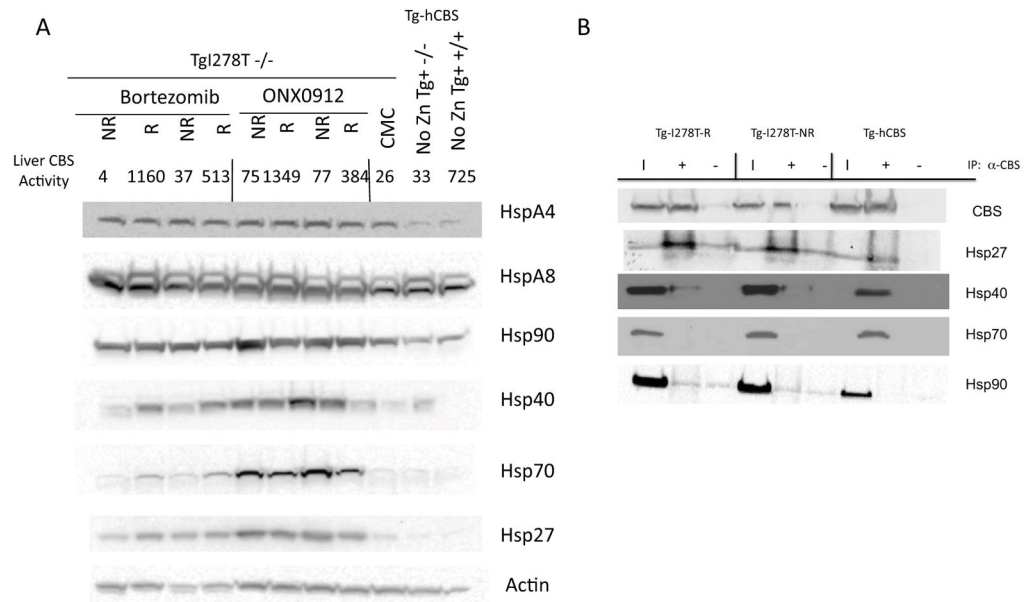 A
TgI278T -/-
Tg-hCBS
Bortezomib
ONX0912
NR R NR R NR R NR R CMC No Zn Tg+ -/- No Zn Tg+ +/+
Liver CBS
Activity
4 1160 37 513 75 1349 77 384 26 33 725
HspA4
HspA8
Hsp90
Hsp40
Hsp70
Hsp27
Actin
B
Tg-I278T-R Tg-I278T-NR Tg-hCBS
I + - I + - I + - IP: α-CBS
CBS
Hsp27
Hsp40
Hsp70
Hsp90